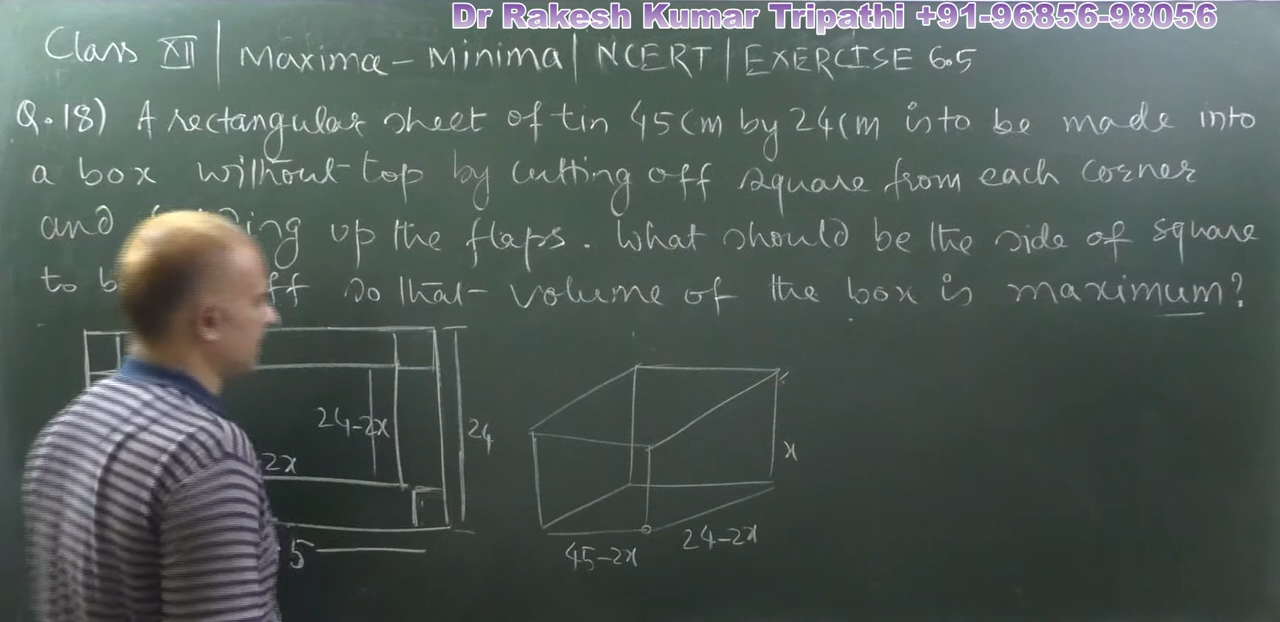 Dr Rakesh Kumar Tripathi +91-96856-98056
Class XII | Maxima - Minima | NCERT | EXERCISE 6.5
Q.18) A rectangular sheet of tin 45cm by 24cm is to be made into
a box without top by cutting off square from each corner
and ing up the flaps. What should be the side of square
to b ff so that volume of the box is maximum?
24-2x
24
2x
5
x
45-2x
24-2x